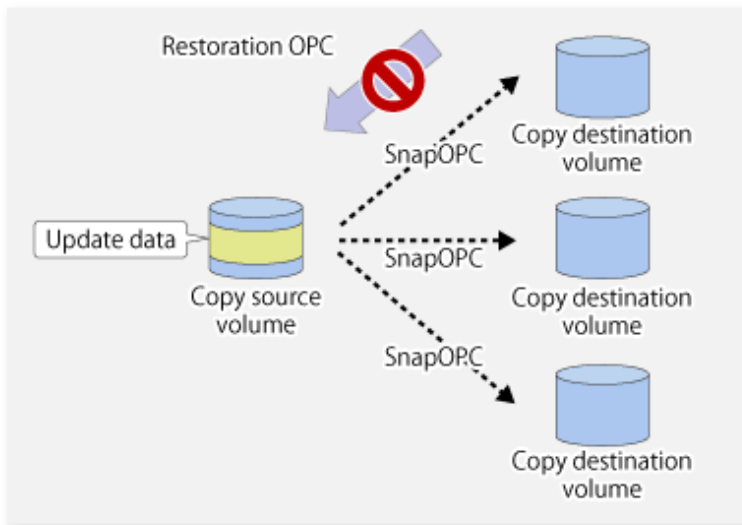 Restoration OPC
SnapOPC
Copy destination
volume
Update data
Copy source
volume
SnapOPC
Copy destination
volume
SnapOPC
Copy destination
volume